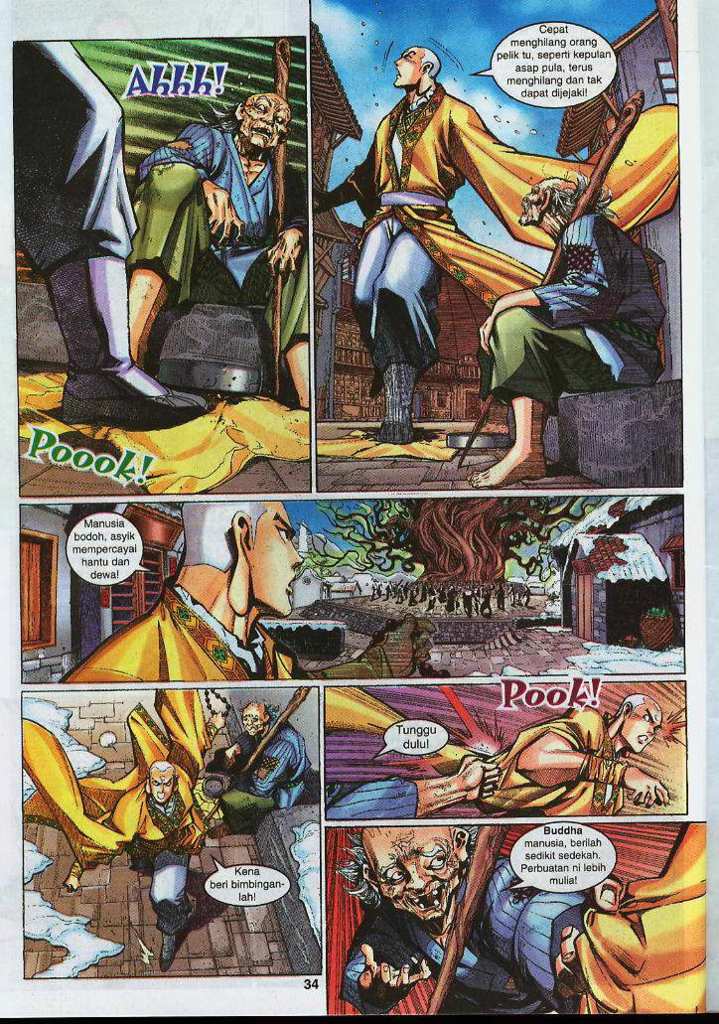 Ahhh!
Poook!
Cepat
menghilang orang
pelik tu, seperti kepulan
asap pula, terus
menghilang dan tak
dapat dijejaki!
Manusia
bodoh, asyik
mempercayai
hantu dan
dewa!
Kena
beri bimbingan-
lah!
Pook!
Tunggu
dulu!
Buddha
manusia, berilah
sedikit sedekah.
Perbuatan ni lebih
mulia!
34